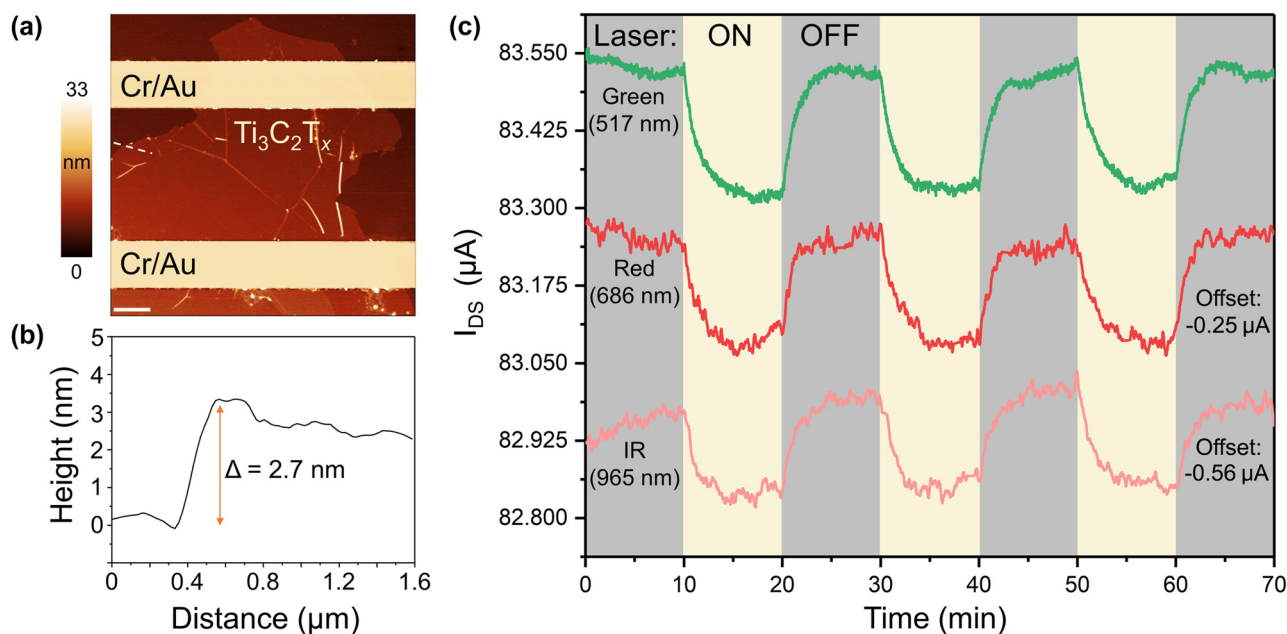 (a)
33
nm
0
Cr/Au
Ti₃C₂Tₓ
Cr/Au
(b)
Height (nm)
5
4
3
2
1
0
Δ = 2.7 nm
0 0.4 0.8 1.2 1.6
Distance (µm)
(c)
Laser: ON OFF
I_DS (µA)
83.550
83.425
83.300
83.175
83.050
82.925
82.800
Green
(517 nm)
Red
(686 nm)
Offset:
-0.25 µA
IR
(965 nm)
Offset:
-0.56 µA
0 10 20 30 40 50 60 70
Time (min)